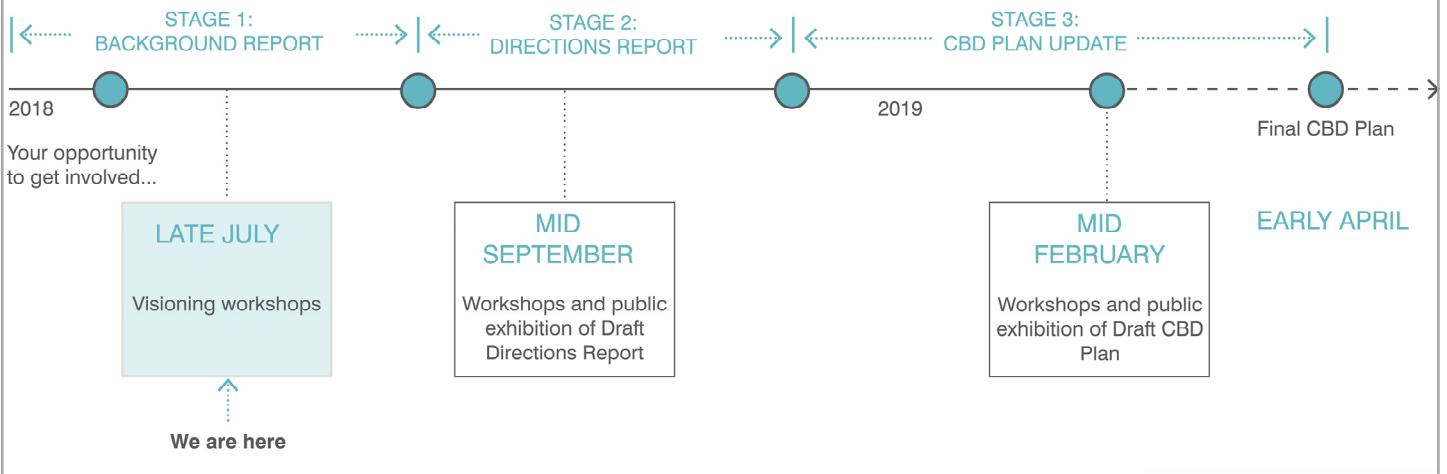 STAGE 1:
BACKGROUND REPORT
STAGE 2:
DIRECTIONS REPORT
STAGE 3:
CBD PLAN UPDATE
2018
2019
Final CBD Plan
Your opportunity
to get involved...
LATE JULY
Visioning workshops
MID
SEPTEMBER
Workshops and public
exhibition of Draft
Directions Report
MID
FEBRUARY
Workshops and public
exhibition of Draft CBD
Plan
EARLY APRIL
We are here